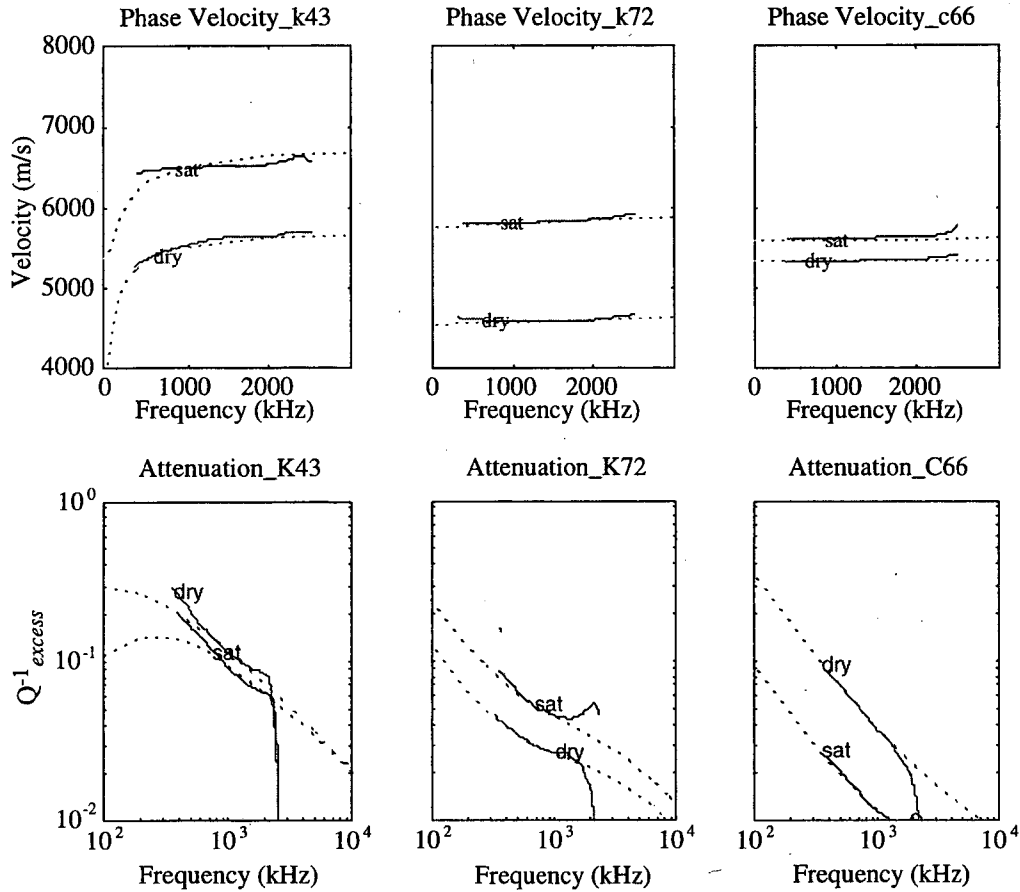 Phase Velocity_k43
Phase Velocity_k72
Phase Velocity_c66
8000
7000
6000
5000
4000
Velocity (m/s)
sat
dry
sat
dry
sat
dry
0 1000 2000
0 1000 2000
0 1000 2000
Frequency (kHz)
Frequency (kHz)
Frequency (kHz)
Attenuation_K43
Attenuation_K72
Attenuation_C66
10^0
10^-1
10^-2
Q^-1_excess
dry
sat
sat
dry
dry
sat
10^2 10^3 10^4
10^2 10^3 10^4
10^2 10^3 10^4
Frequency (kHz)
Frequency (kHz)
Frequency (kHz)